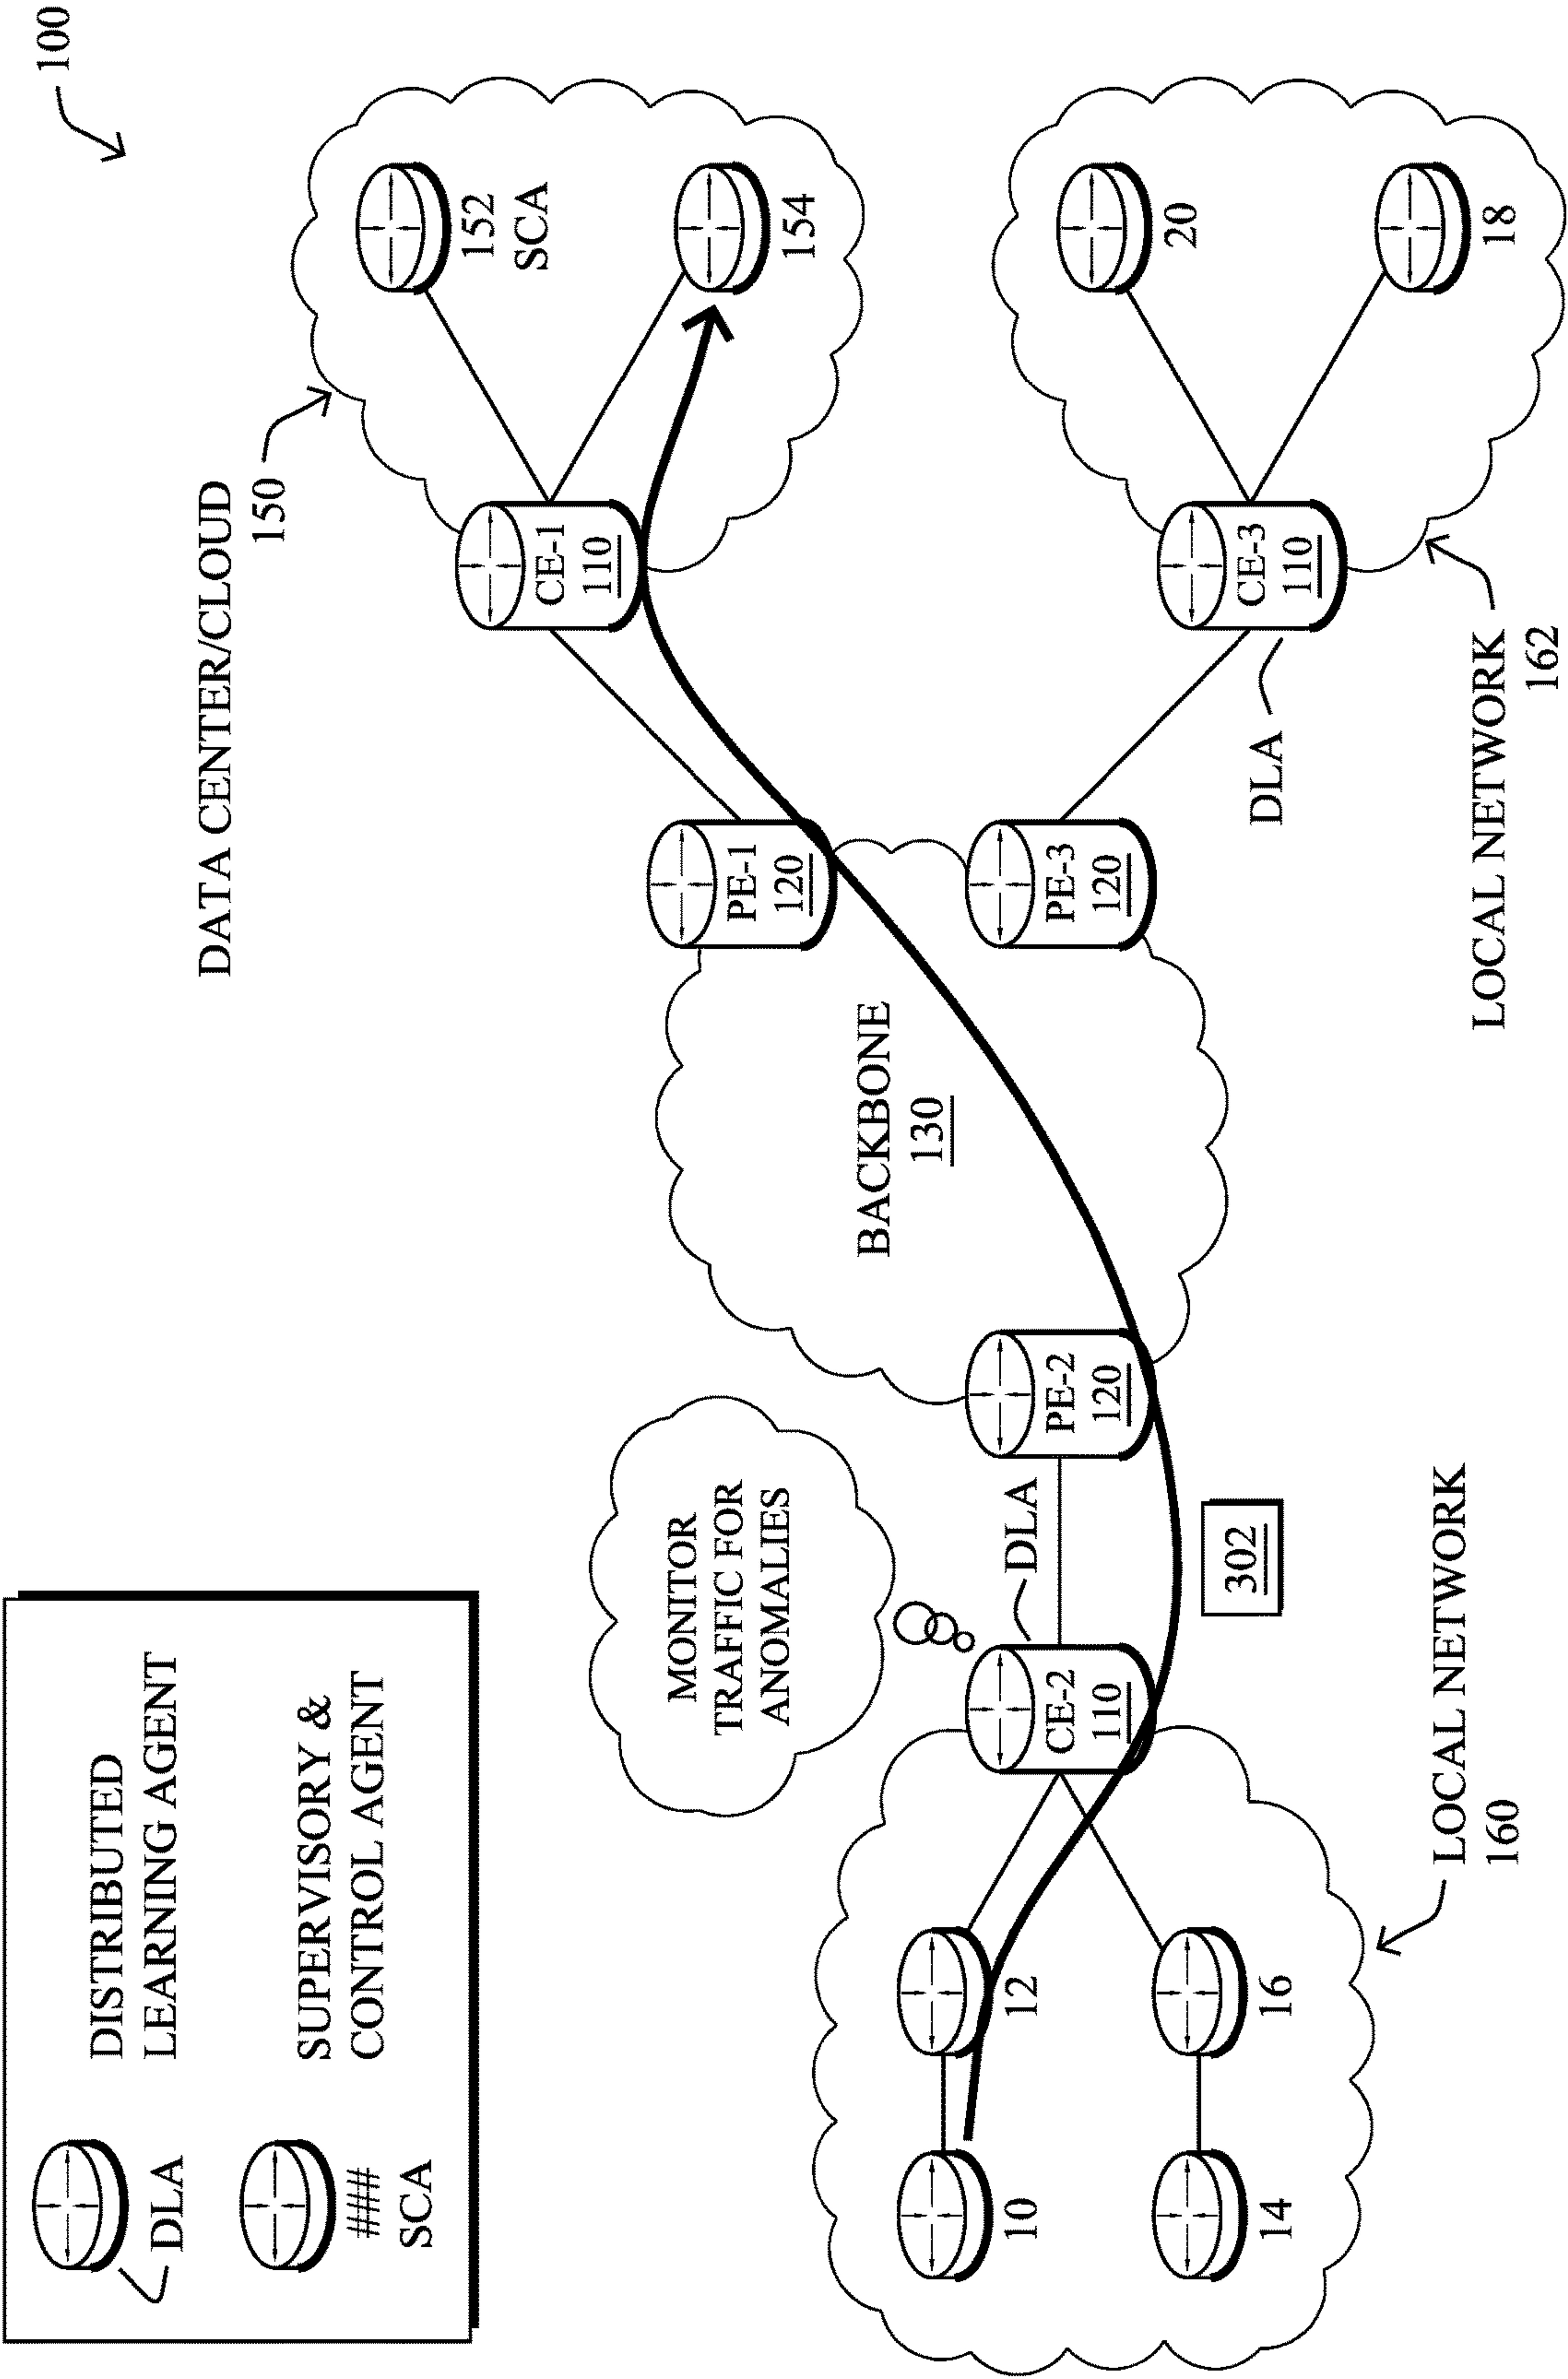 100
DISTRIBUTED
LEARNING AGENT
DLA
SUPERVISORY &
CONTROL AGENT
###
SCA
DATA CENTER/CLOUD
150
152
SCA
154
CE-1
110
PE-1
120
BACKBONE
130
MONITOR
TRAFFIC FOR
ANOMALIES
DLA
CE-2
110
PE-2
120
PE-3
120
CE-3
110
DLA
20
18
10
12
14
16
302
LOCAL NETWORK
160
LOCAL NETWORK
162